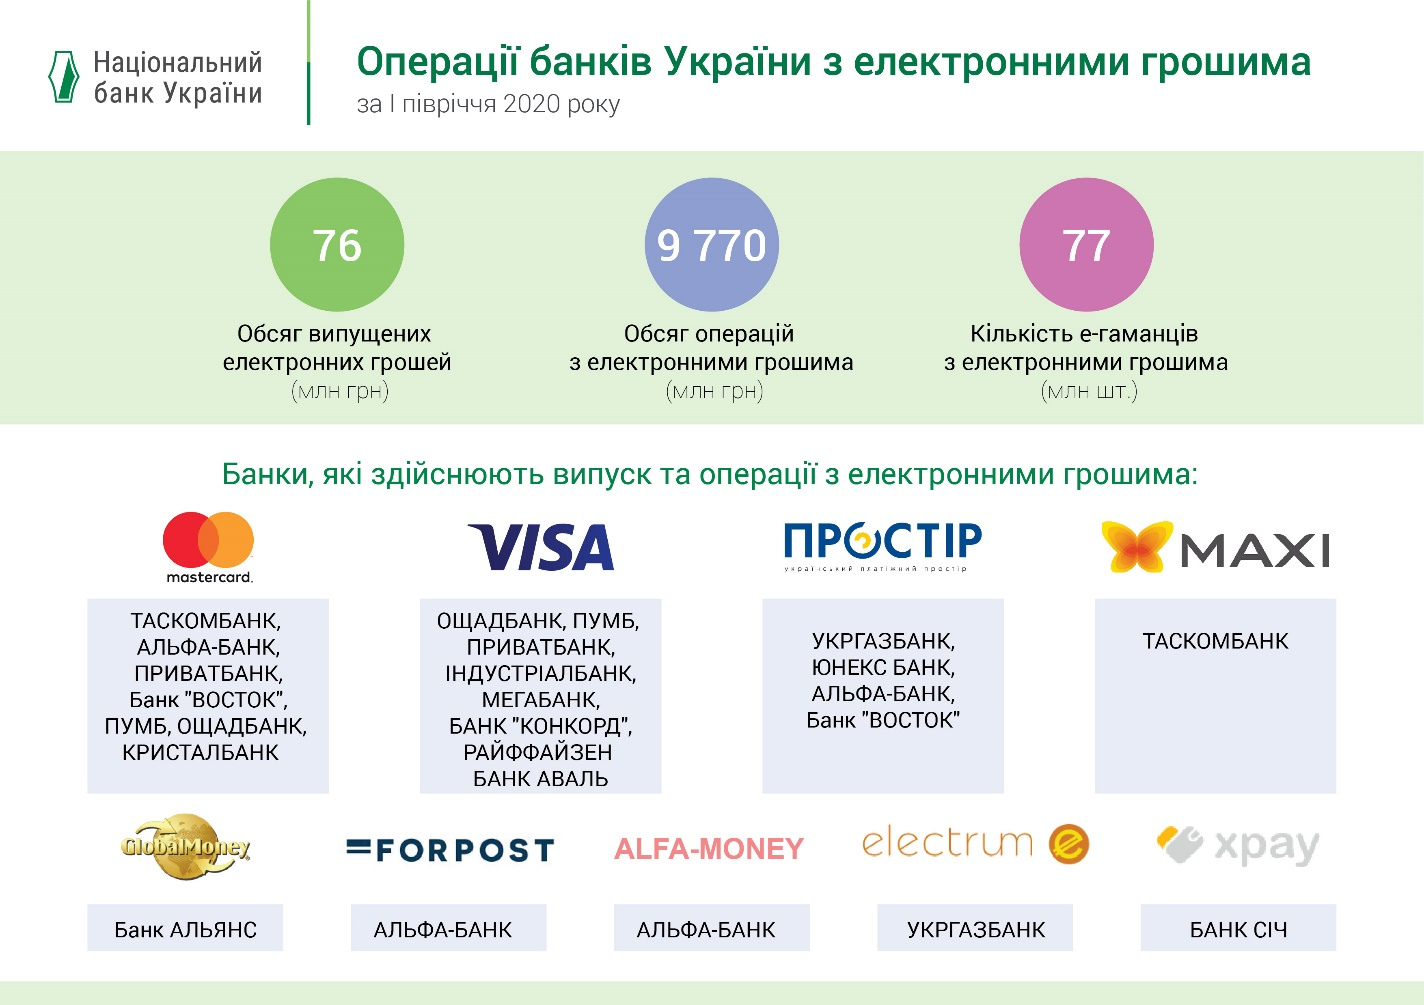 Національний
банк України
Операції банків України з електронними грошима
за I півріччя 2020 року
76
Обсяг випущених
електронних грошей
(млн грн)
9 770
Обсяг операцій
з електронними грошима
(млн грн)
77
Кількість е-гаманців
з електронними грошима
(млн шт.)
Банки, які здійснюють випуск та операції з електронними грошима:
mastercard.
ТАСКОМБАНК,
АЛЬФА-БАНК,
ПРИВАТБАНК,
Банк "ВОСТОК",
ПУМБ, ОЩАДБАНК,
КРИСТАЛБАНК
VISA
ОЩАДБАНК, ПУМБ,
ПРИВАТБАНК,
ІНДУСТРІАЛБАНК,
МЕГАБАНК,
БАНК "КОНКОРД",
РАЙФФАЙЗЕН
БАНК АВАЛЬ
ПРОСТІР
український платіжний простір
УКРГАЗБАНК,
ЮНЕКС БАНК,
АЛЬФА-БАНК,
Банк "ВОСТОК"
MAXI
ТАСКОМБАНК
GlobalMoney
Банк АЛЬЯНС
FORPOST
АЛЬФА-БАНК
ALFA-MONEY
АЛЬФА-БАНК
electrum e
УКРГАЗБАНК
xpay
БАНК СІЧ